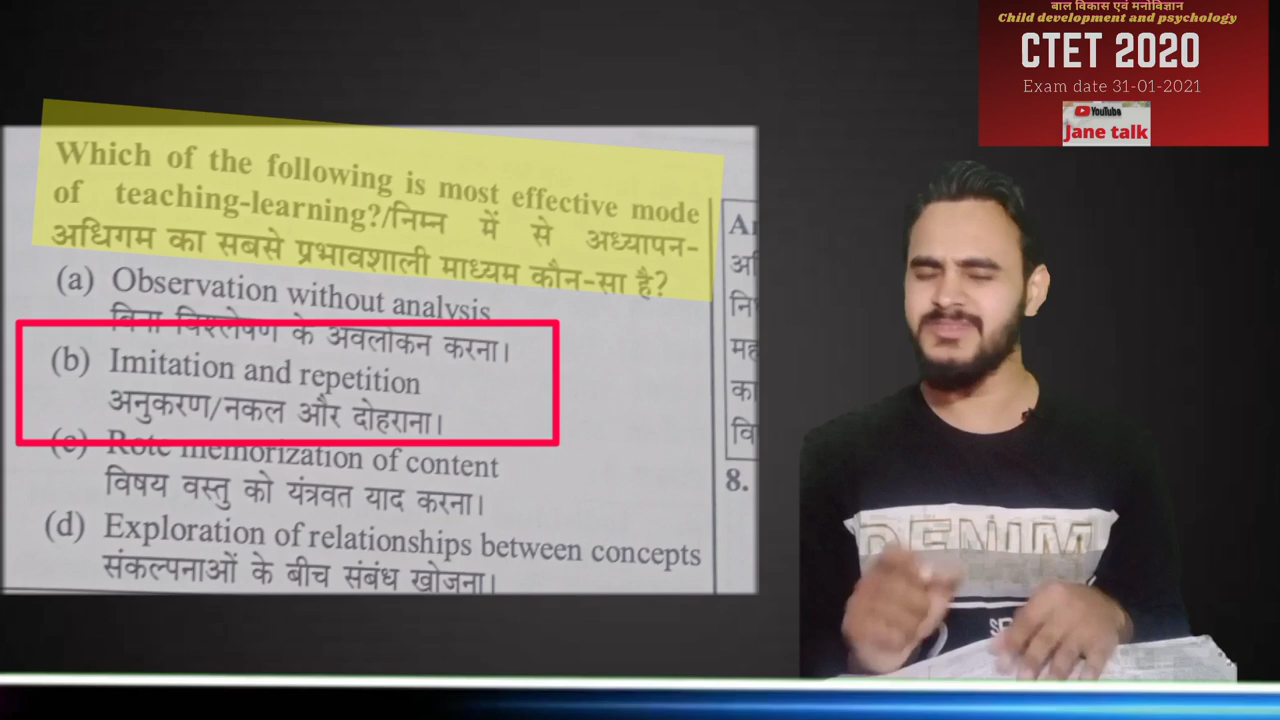 बाल विकास एवं मनोविज्ञान
Child development and psychology
CTET 2020
Exam date 31-01-2021
YouTube
Jane talk
Which of the following is most effective mode
of teaching-learning?/निम्न में से अध्यापन-
अधिगम का सबसे प्रभावशाली माध्यम कौन-सा है?
(a) Observation without analysis
बिना विश्लेषण के अवलोकन करना।
(b) Imitation and repetition
अनुकरण/नकल और दोहराना।
(c) Rote memorization of content
विषय वस्तु को यंत्रवत याद करना।
(d) Exploration of relationships between concepts
संकल्पनाओं के बीच संबंध खोजना।
8.
DENIM